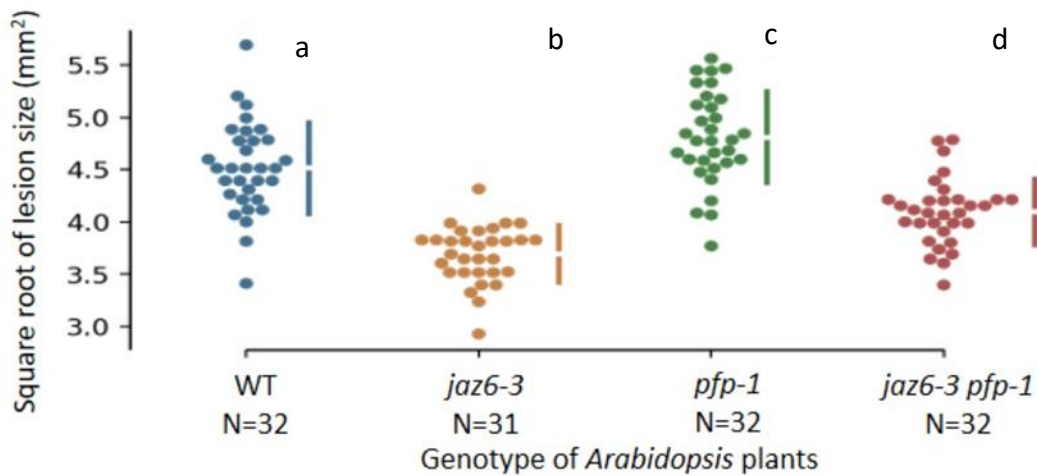 Square root of lesion size (mm²)
5.5
5.0
4.5
4.0
3.5
3.0
a
b
c
d
WT
jaz6-3
pfp-1
jaz6-3 pfp-1
N=32
N=31
N=32
N=32
Genotype of Arabidopsis plants